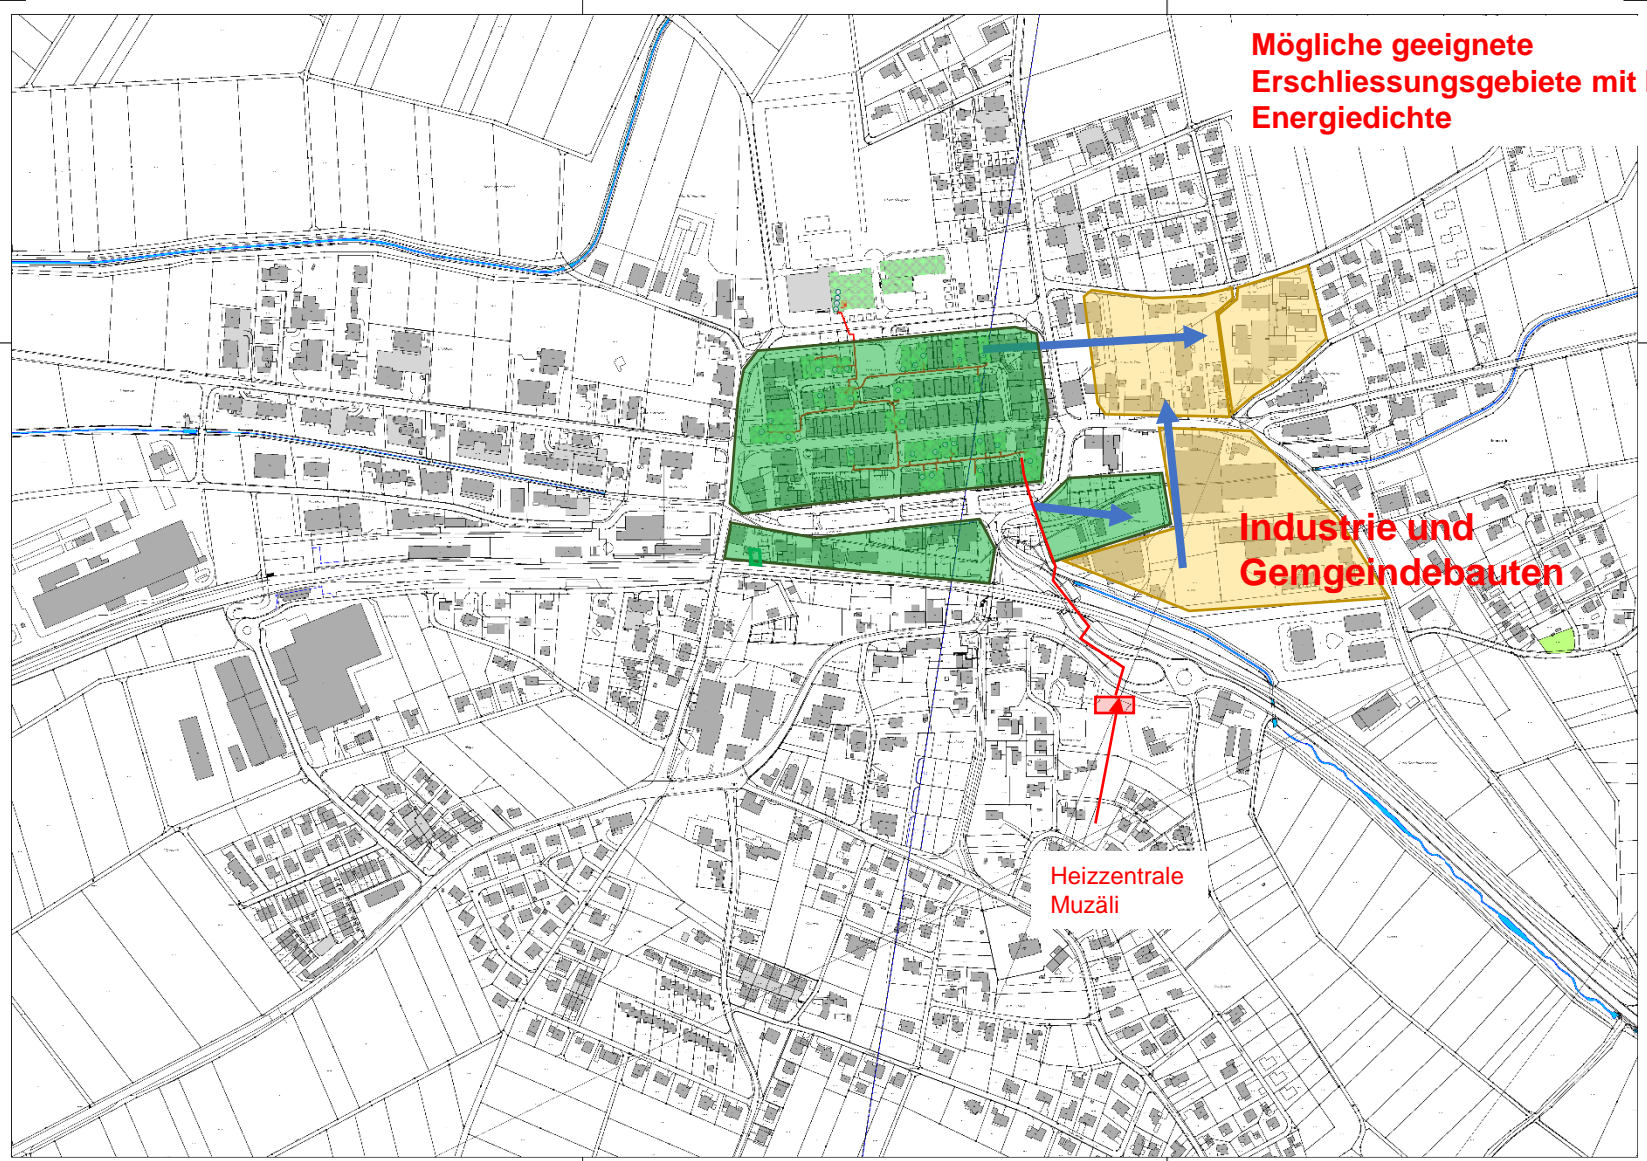 Mögliche geeignete
Erschliessungsgebiete mit
Energiedichte
Industrie und
Gemgeindebauten
Heizzentrale
Muzäli